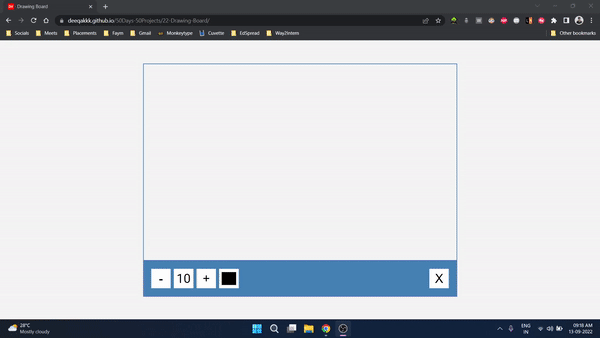 Drawing Board
deeqakkk.github.io/50Days-50Projects/22-Drawing-Board/
Socials Meets Placements Faym Gmail Monkeytype Cuvette EdSpread Way2Intern Other bookmarks
- 10 + X
28°C
Mostly cloudy
ENG
IN
09:18 AM
13-09-2022